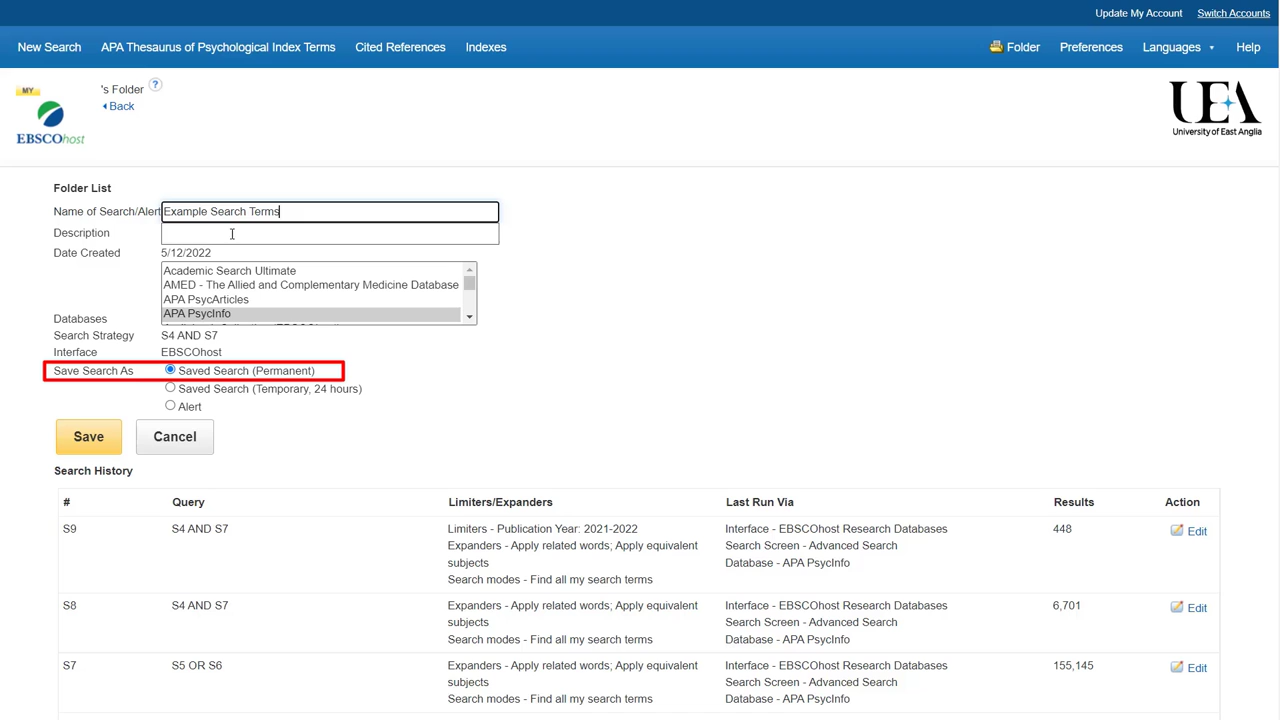 Update My Account Switch Accounts
New Search APA Thesaurus of Psychological Index Terms Cited References Indexes Folder Preferences Languages Help
MY
's Folder ?
Back
EBSCOhost
UEA
University of East Anglia
Folder List
Name of Search/Alert Example Search Terms
Description
Date Created 5/12/2022
Academic Search Ultimate
AMED - The Allied and Complementary Medicine Database
APA PsycArticles
APA PsycInfo
Databases
Search Strategy S4 AND S7
Interface EBSCOhost
Save Search As Saved Search (Permanent)
Saved Search (Temporary, 24 hours)
Alert
Save Cancel
Search History
# Query Limiters/Expanders Last Run Via Results Action
S9 S4 AND S7 Limiters - Publication Year: 2021-2022 Interface - EBSCOhost Research Databases 448 Edit
Expanders - Apply related words; Apply equivalent Search Screen - Advanced Search
subjects Database - APA PsycInfo
Search modes - Find all my search terms
S8 S4 AND S7 Expanders - Apply related words; Apply equivalent Interface - EBSCOhost Research Databases 6,701 Edit
subjects Search Screen - Advanced Search
Search modes - Find all my search terms Database - APA PsycInfo
S7 S5 OR S6 Expanders - Apply related words; Apply equivalent Interface - EBSCOhost Research Databases 155,145 Edit
subjects Search Screen - Advanced Search
Search modes - Find all my search terms Database - APA PsycInfo